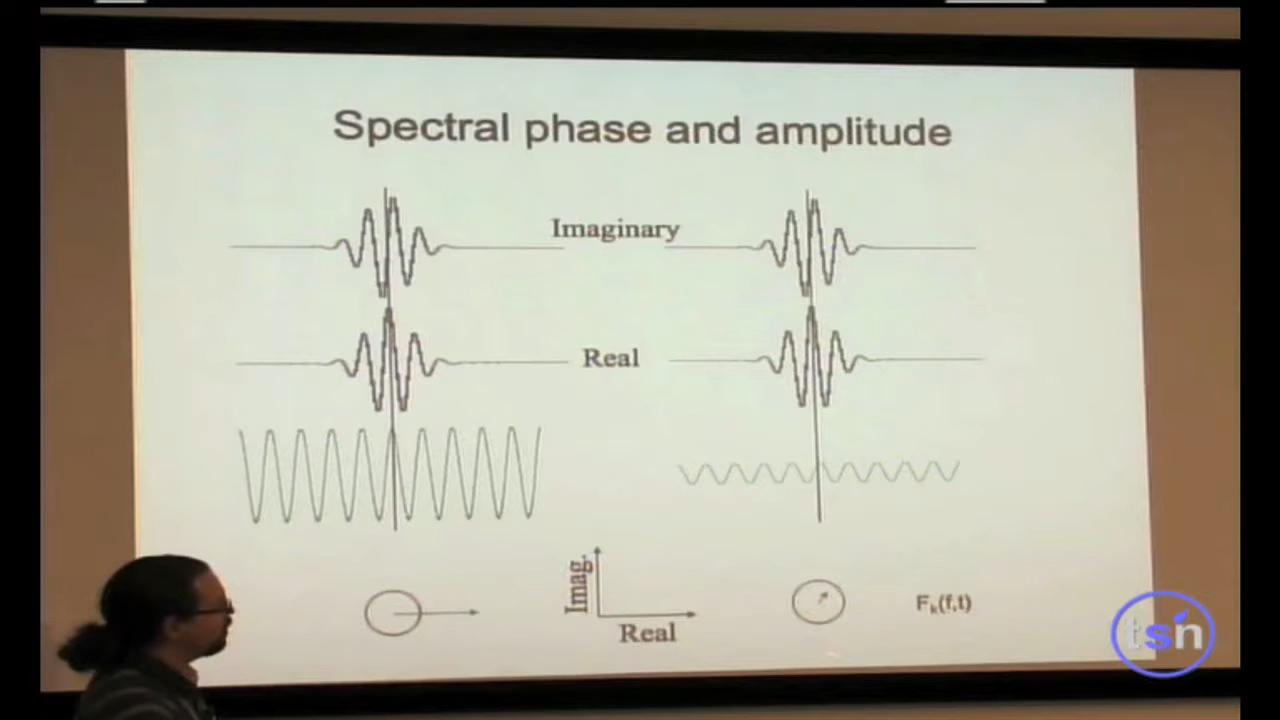 Spectral phase and amplitude
Imaginary
Real
Imag.
Real
Fk(f,t)
tsn